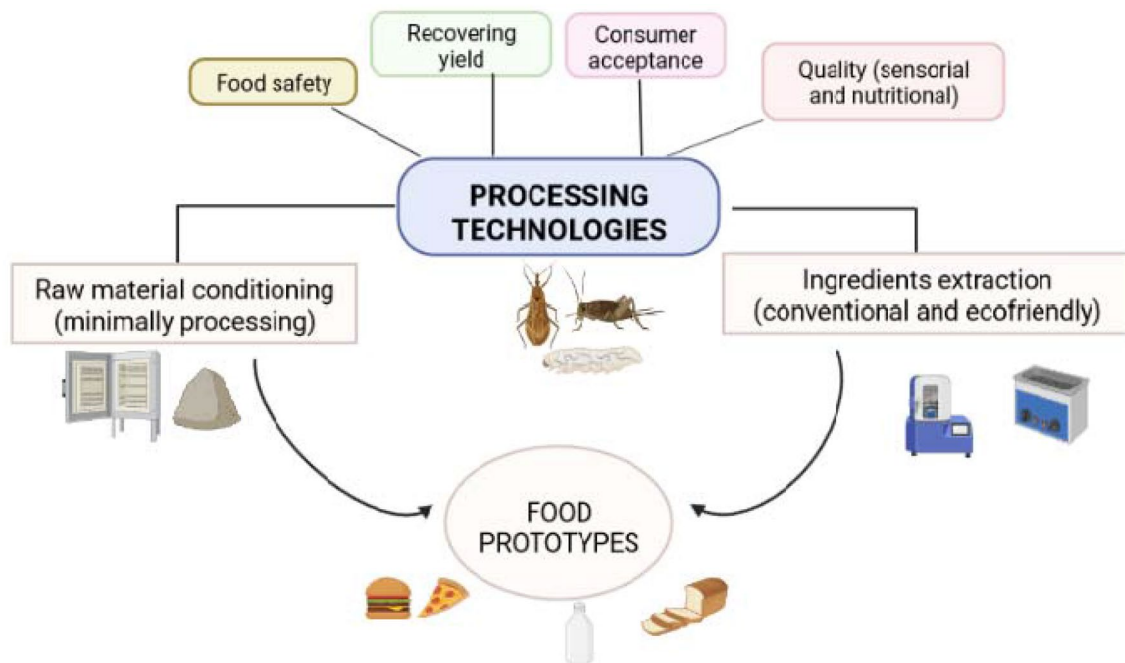 Food safety
Recovering
yield
Consumer
acceptance
Quality (sensorial
and nutritional)
PROCESSING
TECHNOLOGIES
Raw material conditioning
(minimally processing)
Ingredients extraction
(conventional and ecofriendly)
FOOD
PROTOTYPES